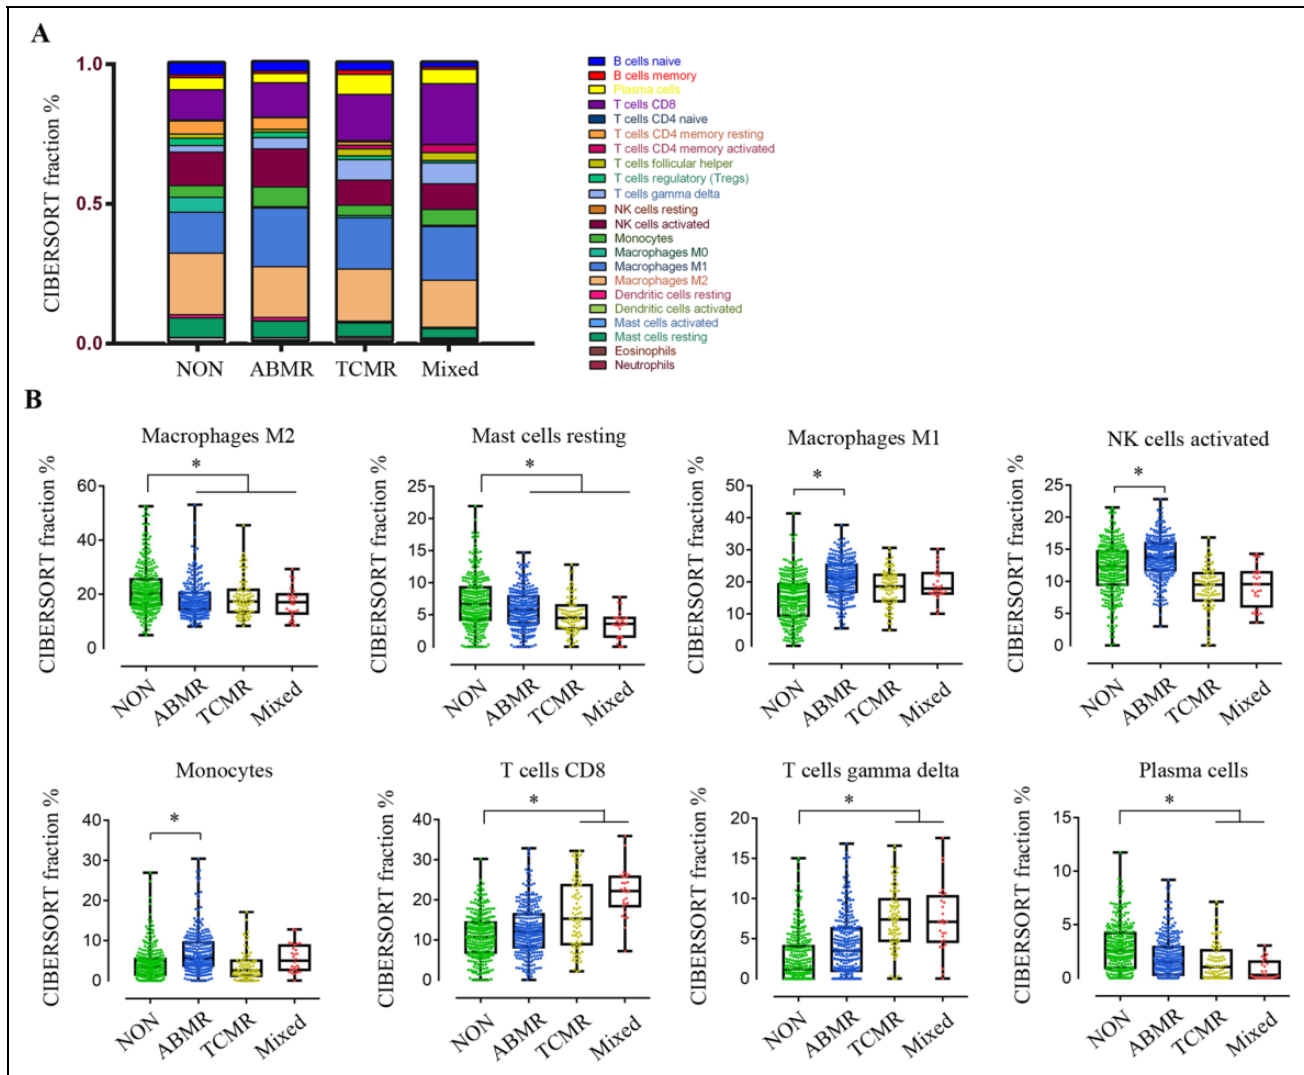 A
CIBERSORT fraction %
1.0
0.5
0.0
NON ABMR TCMR Mixed
B cells naive
B cells memory
Plasma cells
T cells CD8
T cells CD4 naive
T cells CD4 memory resting
T cells CD4 memory activated
T cells follicular helper
T cells regulatory (Tregs)
T cells gamma delta
NK cells resting
NK cells activated
Monocytes
Macrophages M0
Macrophages M1
Macrophages M2
Dendritic cells resting
Dendritic cells activated
Mast cells activated
Mast cells resting
Eosinophils
Neutrophils
B
Macrophages M2
CIBERSORT fraction %
60
40
20
0
*
NON ABMR TCMR Mixed
Mast cells resting
CIBERSORT fraction %
25
20
15
10
5
0
*
NON ABMR TCMR Mixed
Macrophages M1
CIBERSORT fraction %
50
40
30
20
10
0
*
NON ABMR TCMR Mixed
NK cells activated
CIBERSORT fraction %
25
20
15
10
5
0
*
NON ABMR TCMR Mixed
Monocytes
CIBERSORT fraction %
40
30
20
10
0
*
NON ABMR TCMR Mixed
T cells CD8
CIBERSORT fraction %
40
30
20
10
0
*
NON ABMR TCMR Mixed
T cells gamma delta
CIBERSORT fraction %
20
15
10
5
0
*
NON ABMR TCMR Mixed
Plasma cells
CIBERSORT fraction %
15
10
5
0
*
NON ABMR TCMR Mixed